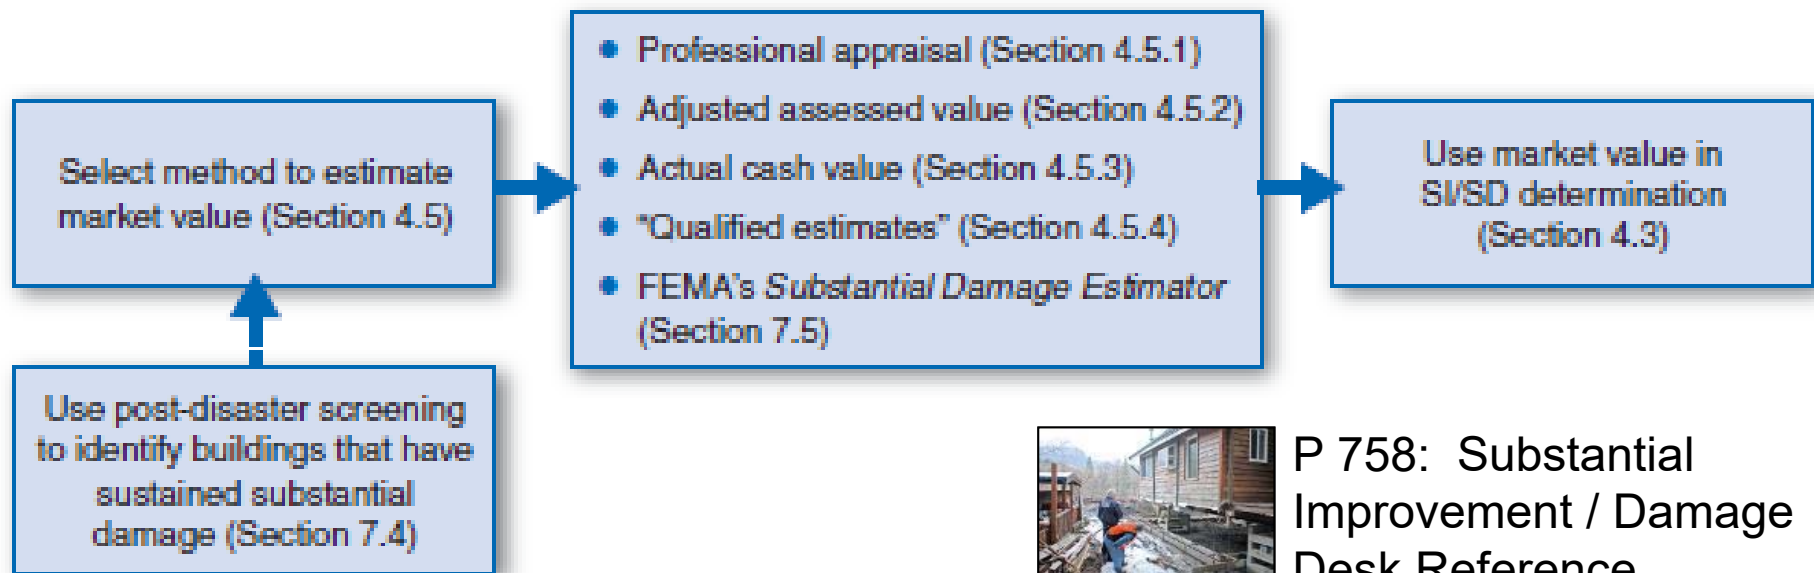 Select method to estimate
market value (Section 4.5)
• Professional appraisal (Section 4.5.1)
• Adjusted assessed value (Section 4.5.2)
• Actual cash value (Section 4.5.3)
• "Qualified estimates" (Section 4.5.4)
• FEMA's Substantial Damage Estimator
(Section 7.5)
Use market value in
SI/SD determination
(Section 4.3)
Use post-disaster screening
to identify buildings that have
sustained substantial
damage (Section 7.4)
P 758: Substantial
Improvement / Damage
Desk Reference